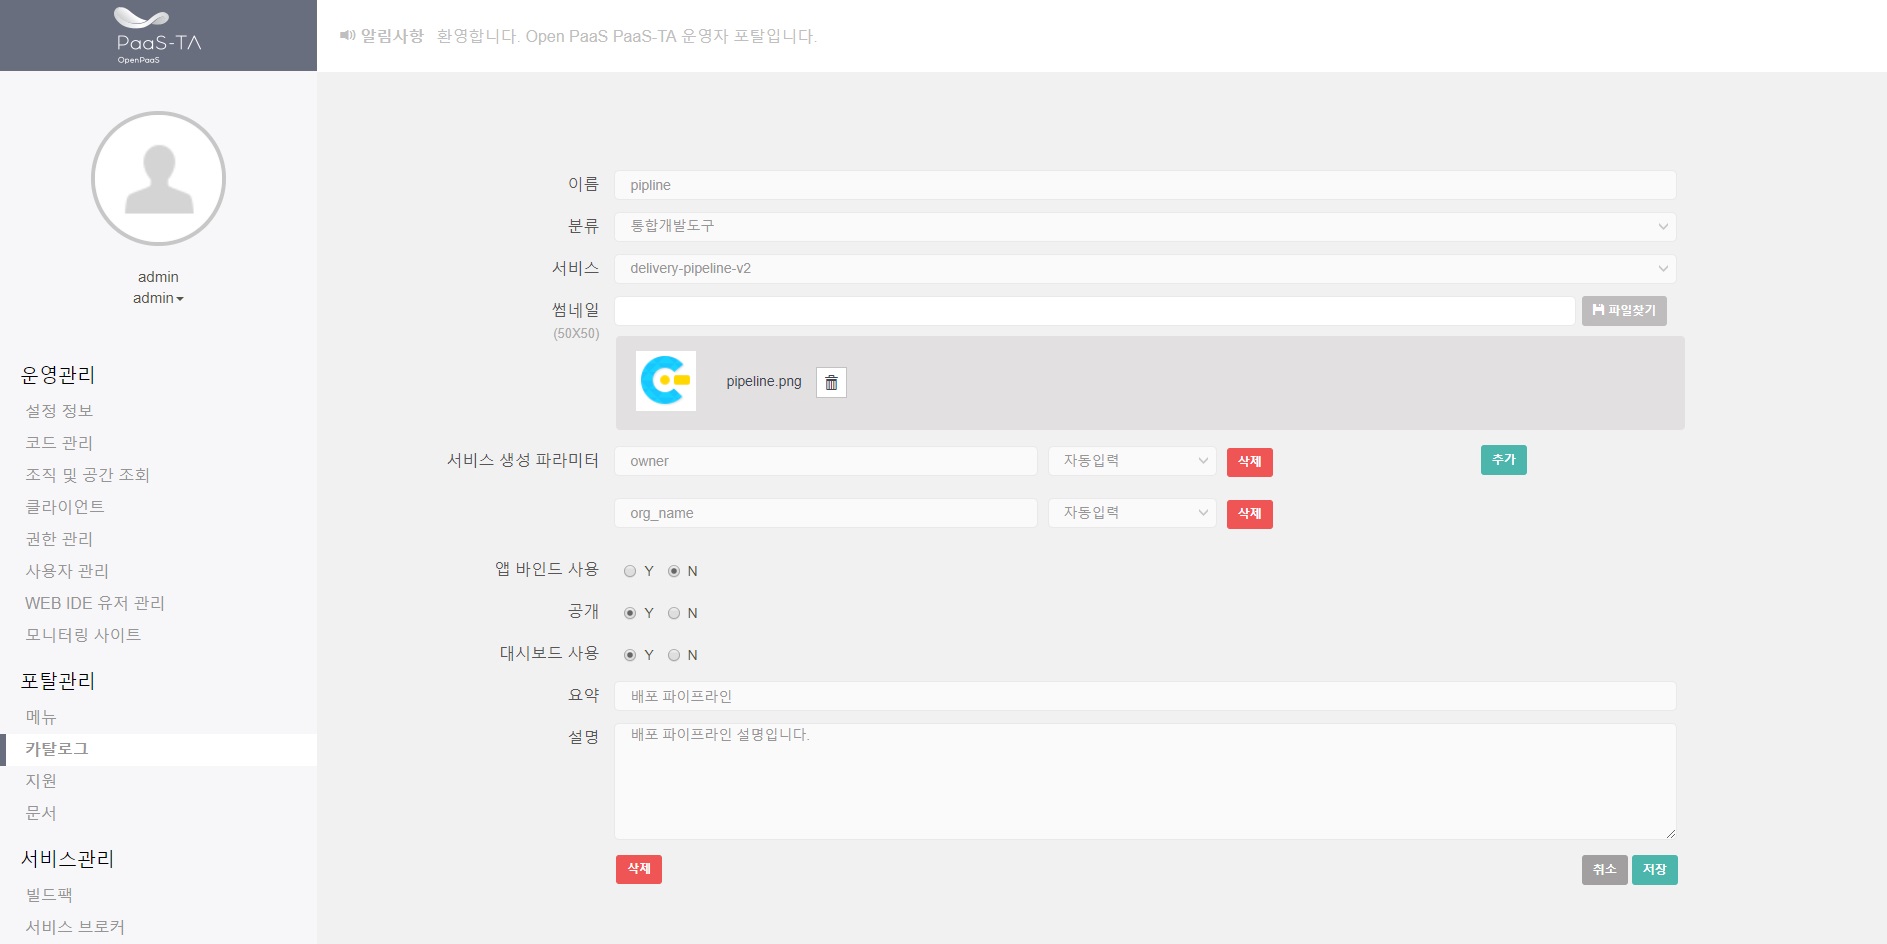 PaaS-TA
OpenPaaS
알림사항 환영합니다. Open PaaS PaaS-TA 운영자 포탈입니다.
admin
admin
운영관리
설정 정보
코드 관리
조직 및 공간 조회
클라이언트
권한 관리
사용자 관리
WEB IDE 유저 관리
모니터링 사이트
포탈관리
메뉴
카탈로그
지원
문서
서비스관리
빌드팩
서비스 브로커
이름 pipline
분류 통합개발도구
서비스 delivery-pipeline-v2
썸네일 파일찾기
(50X50)
pipeline.png
서비스 생성 파라미터 owner 자동입력 삭제 추가
org_name 자동입력 삭제
앱 바인드 사용 Y N
공개 Y N
대시보드 사용 Y N
요약 배포 파이프라인
설명 배포 파이프라인 설명입니다.
삭제 취소 저장